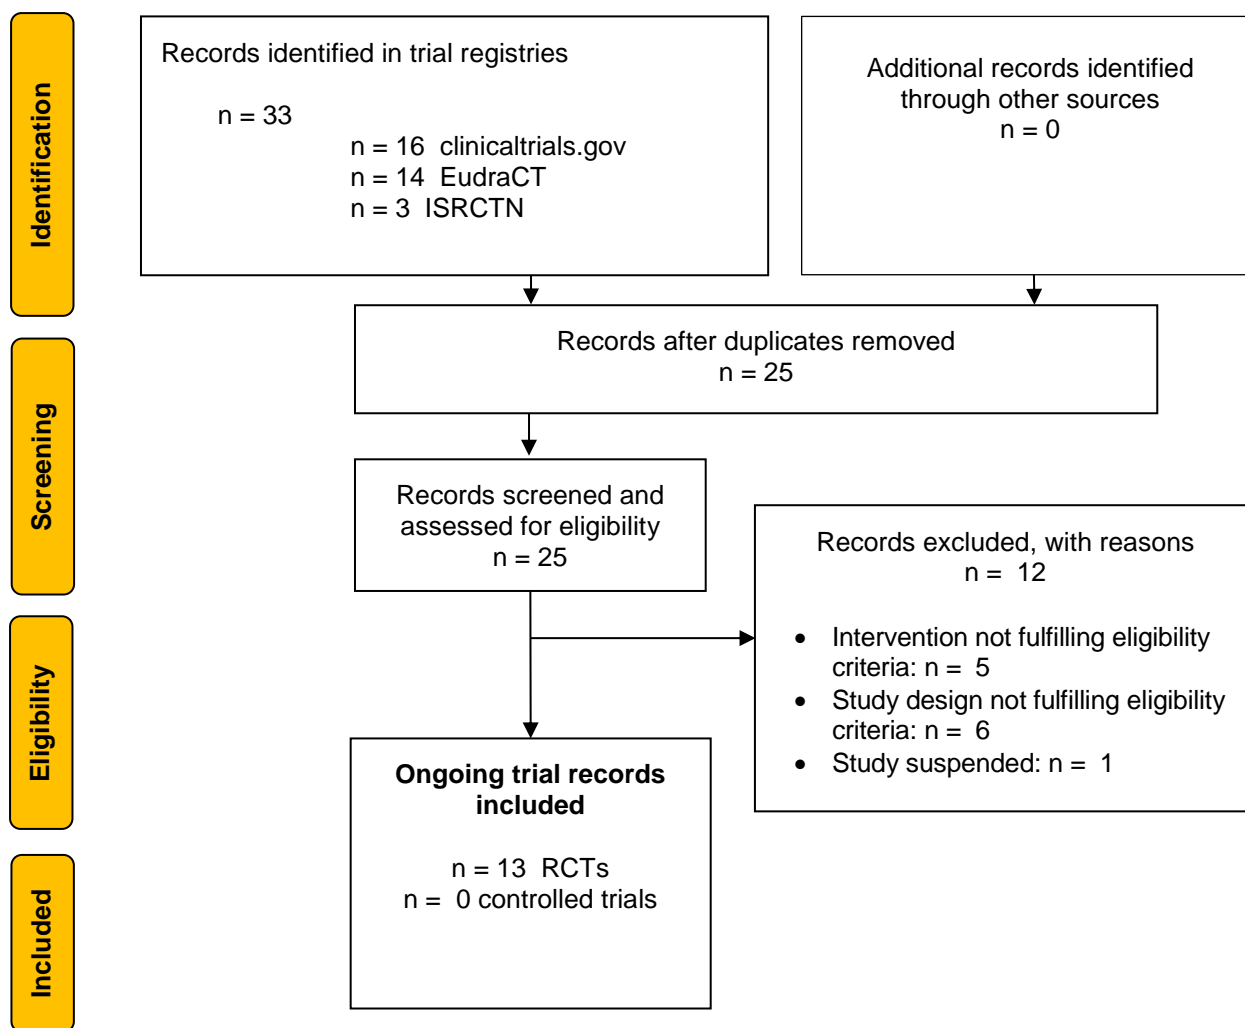 Identification
Records identified in trial registries
n = 33
n = 16 clinicaltrials.gov
n = 14 EudraCT
n = 3 ISRCTN
Additional records identified
through other sources
n = 0
Records after duplicates removed
n = 25
Screening
Records screened and
assessed for eligibility
n = 25
Records excluded, with reasons
n = 12
• Intervention not fulfilling eligibility
criteria: n = 5
• Study design not fulfilling eligibility
criteria: n = 6
• Study suspended: n = 1
Eligibility
Ongoing trial records
included
n = 13 RCTs
n = 0 controlled trials
Included